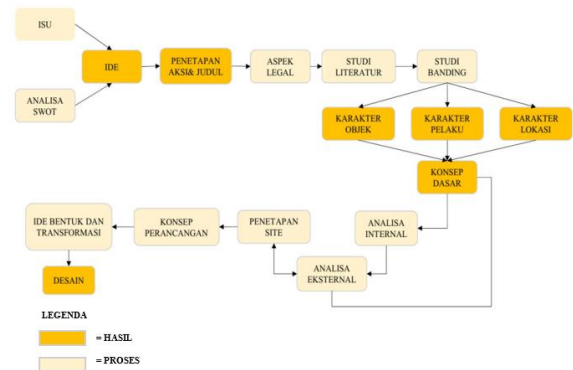 ISU
IDE
ANALISA
SWOT
PENETAPAN
AKSI& JUDUL
ASPEK
LEGAL
STUDI
LITERATUR
STUDI
BANDING
KARAKTER
OBJEK
KARAKTER
PELAKU
KARAKTER
LOKASI
KONSEP
DASAR
ANALISA
INTERNAL
ANALISA
EKSTERNAL
PENETAPAN
SITE
KONSEP
PERANCANGAN
IDE BENTUK DAN
TRANSFORMASI
DESAIN
LEGENDA
= HASIL
= PROSES